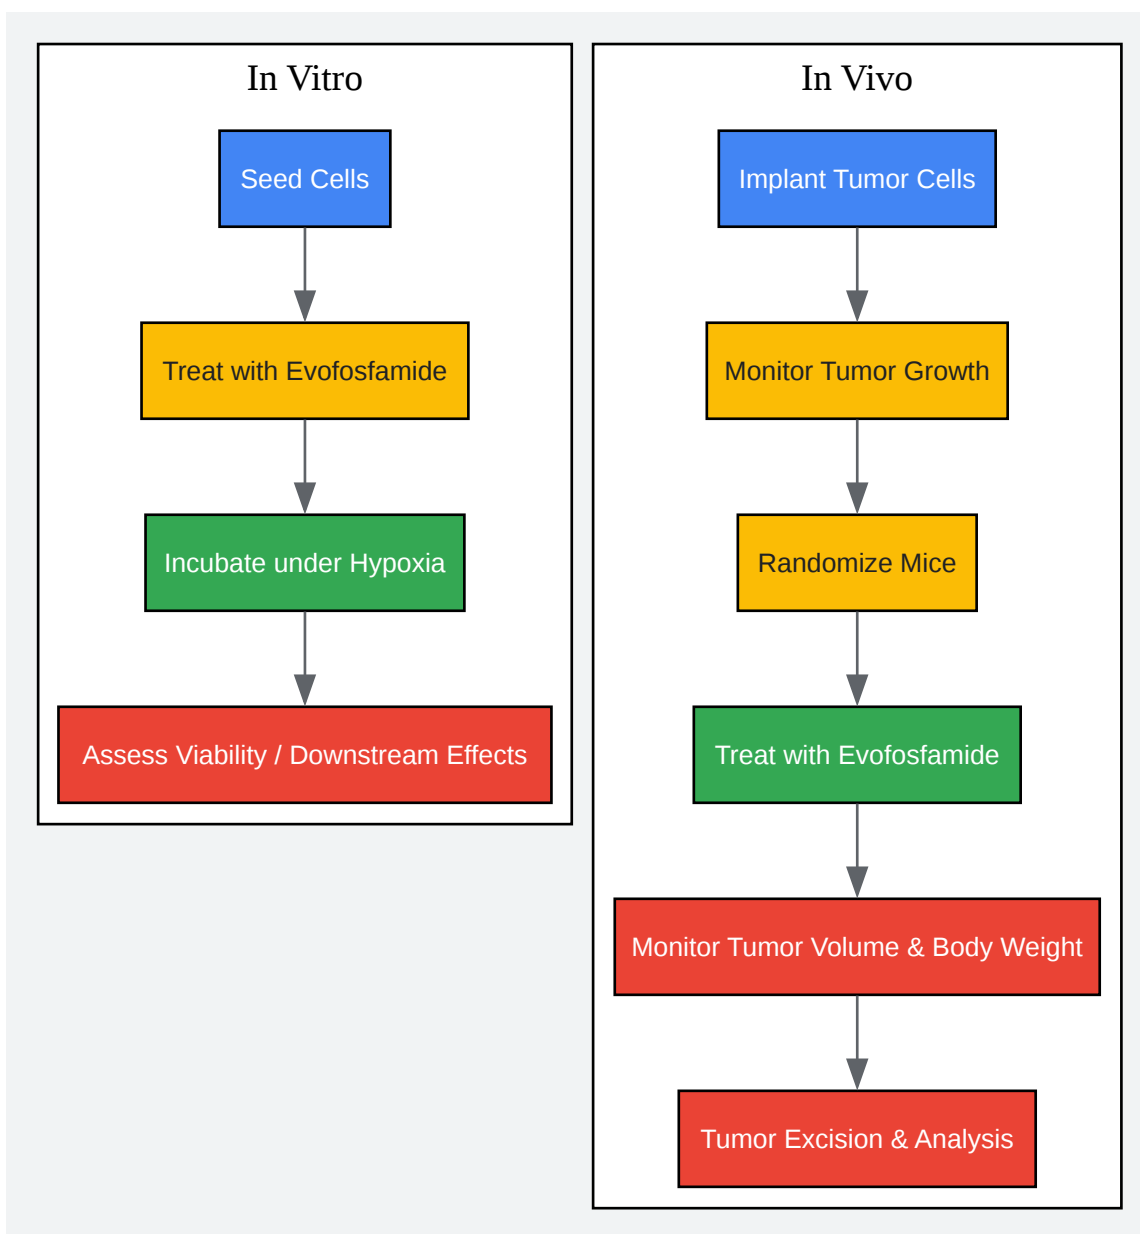 In Vitro
Seed Cells
Treat with Evofosfamide
Incubate under Hypoxia
Assess Viability / Downstream Effects
In Vivo
Implant Tumor Cells
Monitor Tumor Growth
Randomize Mice
Treat with Evofosfamide
Monitor Tumor Volume & Body Weight
Tumor Excision & Analysis